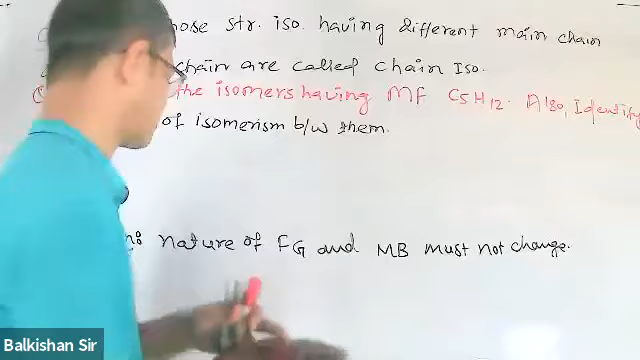 hose str. iso. having different main chain
chain are called chain Iso.
the isomers having MF C5H12. Also, Identify
of isomerism b/w them.
n: nature of FG and MB must not change.
Balkishan Sir